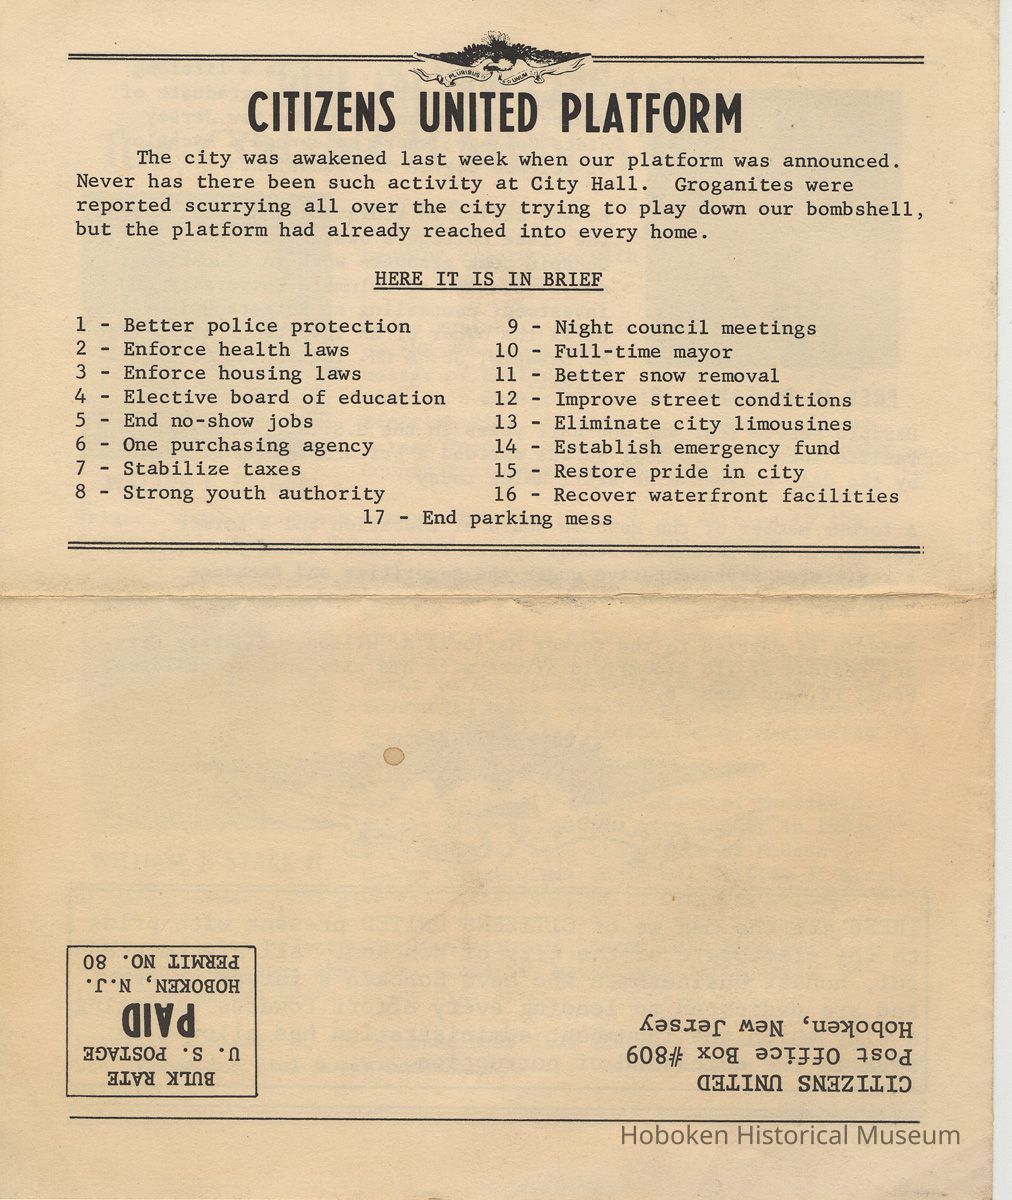 PLURIBUS UNUM
CITIZENS UNITED PLATFORM
The city was awakened last week when our platform was announced.
Never has there been such activity at City Hall. Groganites were
reported scurrying all over the city trying to play down our bombshell,
but the platform had already reached into every home.
HERE IT IS IN BRIEF
1 - Better police protection
2 - Enforce health laws
3 - Enforce housing laws
4 - Elective board of education
5 - End no-show jobs
6 - One purchasing agency
7 - Stabilize taxes
8 - Strong youth authority
9 - Night council meetings
10 - Full-time mayor
11 - Better snow removal
12 - Improve street conditions
13 - Eliminate city limousines
14 - Establish emergency fund
15 - Restore pride in city
16 - Recover waterfront facilities
17 - End parking mess
CITIZENS UNITED
Post Office Box #809
Hoboken, New Jersey
BULK RATE
U. S. POSTAGE
PAID
HOBOKEN, N.J.
PERMIT NO. 80
Hoboken Historical Museum